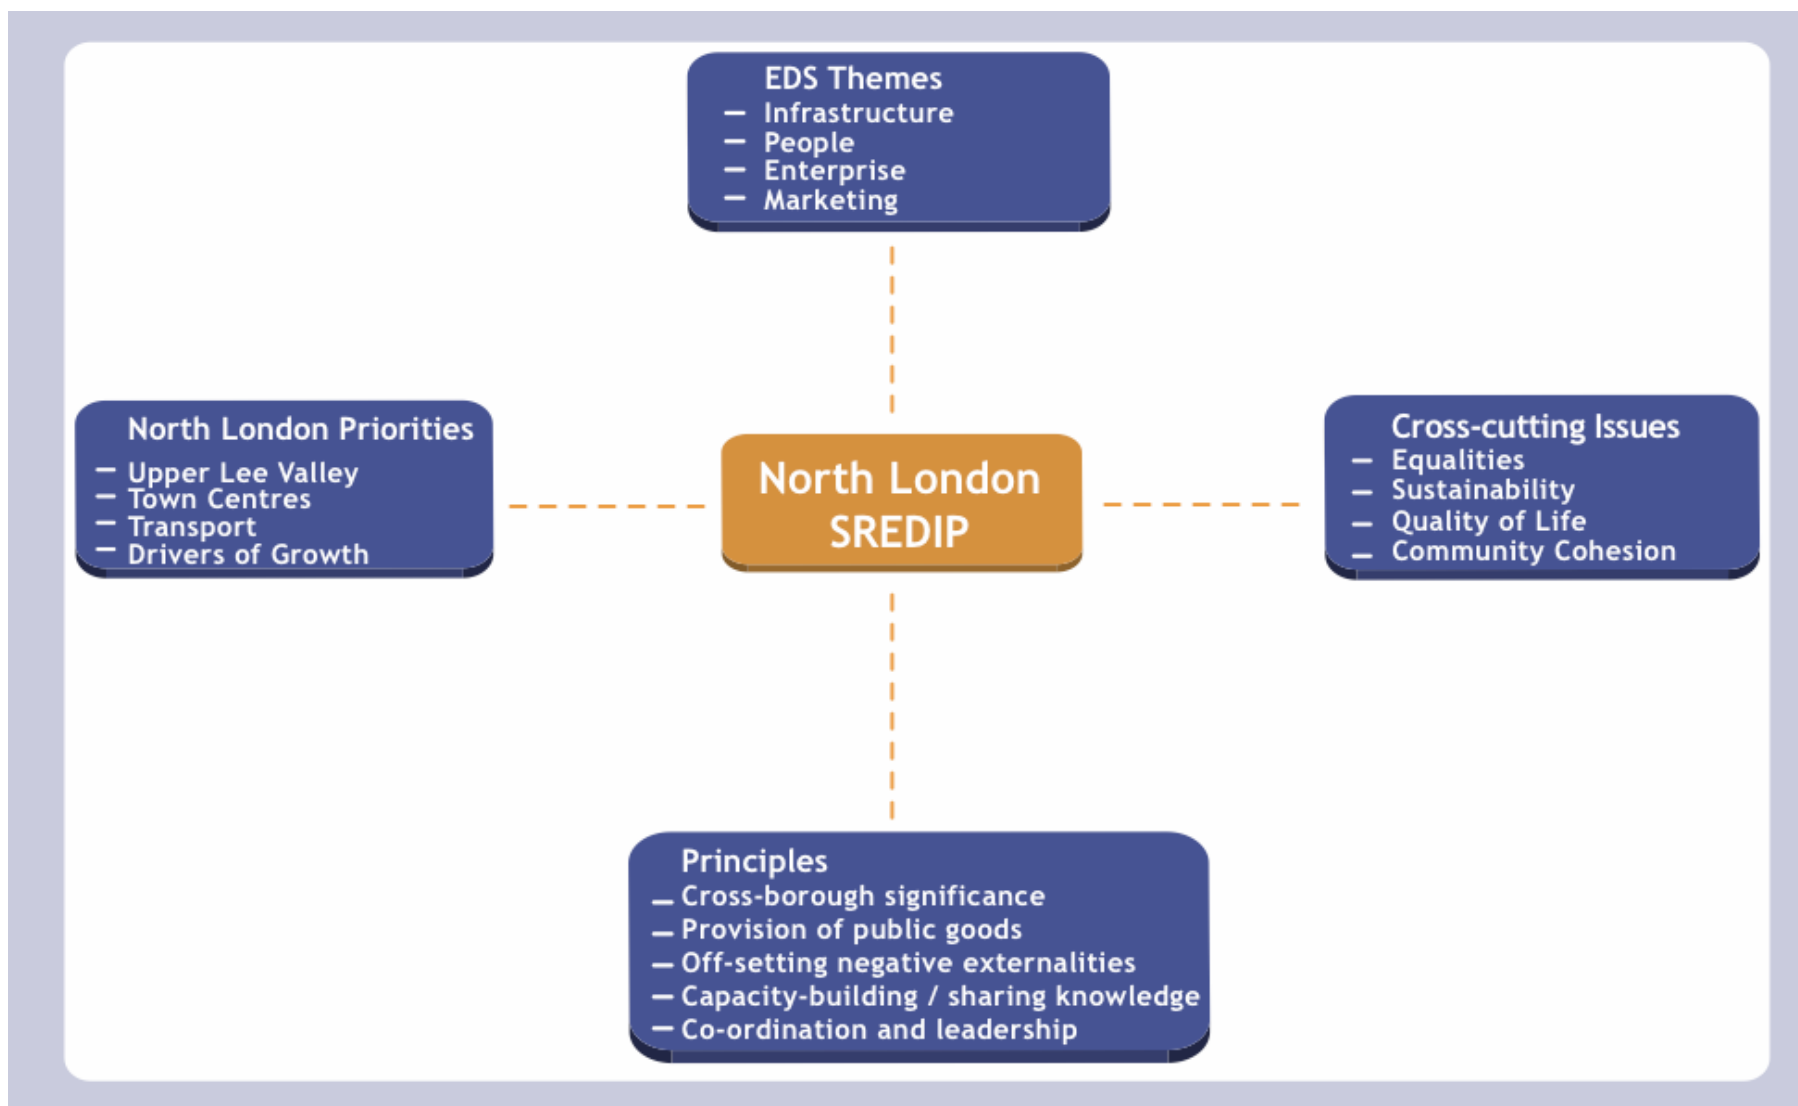 EDS Themes
— Infrastructure
— People
— Enterprise
— Marketing
North London Priorities
— Upper Lee Valley
— Town Centres
— Transport
— Drivers of Growth
North London
SREDIP
Cross-cutting Issues
— Equalities
— Sustainability
— Quality of Life
— Community Cohesion
Principles
— Cross-borough significance
— Provision of public goods
— Off-setting negative externalities
— Capacity-building / sharing knowledge
— Co-ordination and leadership